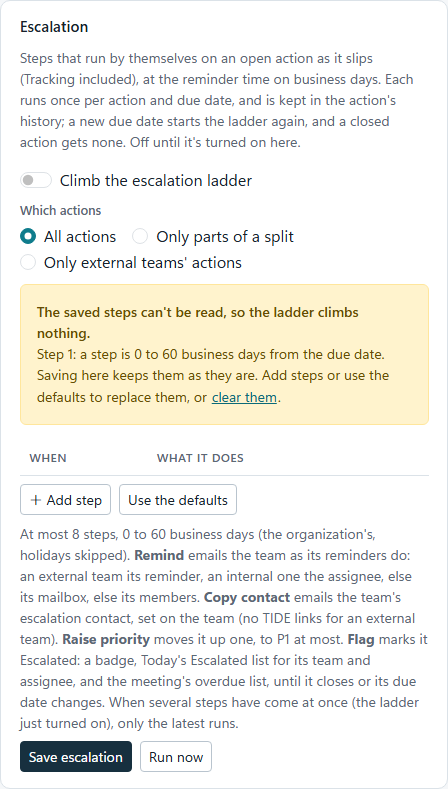 Escalation
Steps that run by themselves on an open action as it slips
(Tracking included), at the reminder time on business days. Each
runs once per action and due date, and is kept in the action's
history; a new due date starts the ladder again, and a closed
action gets none. Off until it's turned on here.
Climb the escalation ladder
Which actions
All actions Only parts of a split
Only external teams' actions
The saved steps can't be read, so the ladder climbs
nothing.
Step 1: a step is 0 to 60 business days from the due date.
Saving here keeps them as they are. Add steps or use the
defaults to replace them, or clear them.
WHEN WHAT IT DOES
+ Add step Use the defaults
At most 8 steps, 0 to 60 business days (the organization's,
holidays skipped). Remind emails the team as its reminders do:
an external team its reminder, an internal one the assignee, else
its mailbox, else its members. Copy contact emails the team's
escalation contact, set on the team (no TIDE links for an external
team). Raise priority moves it up one, to P1 at most. Flag marks it
Escalated: a badge, Today's Escalated list for its team and
assignee, and the meeting's overdue list, until it closes or its due
date changes. When several steps have come at once (the ladder
just turned on), only the latest runs.
Save escalation Run now